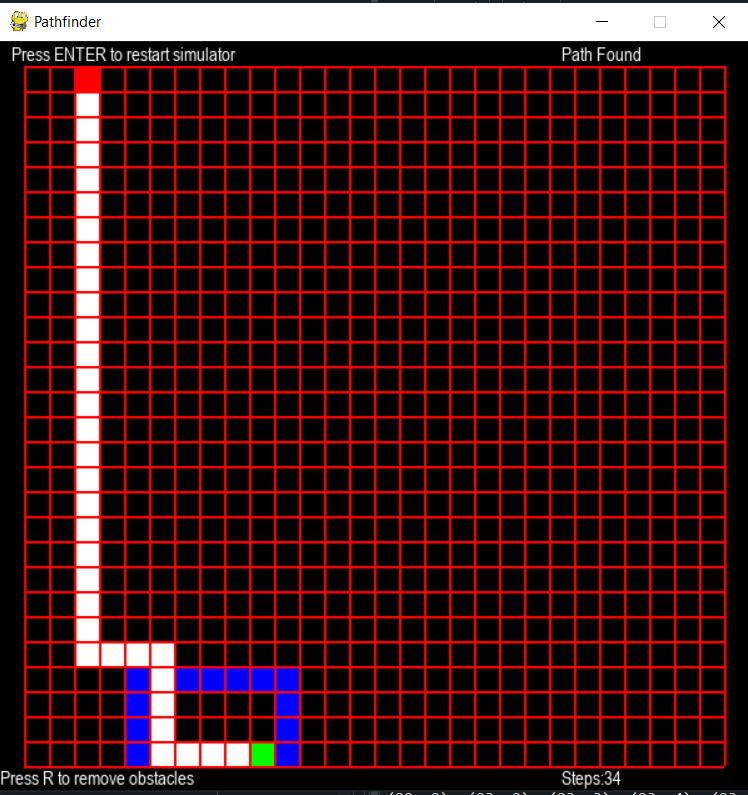 Pathfinder
Press ENTER to restart simulator
Path Found
Press R to remove obstacles
Steps:34